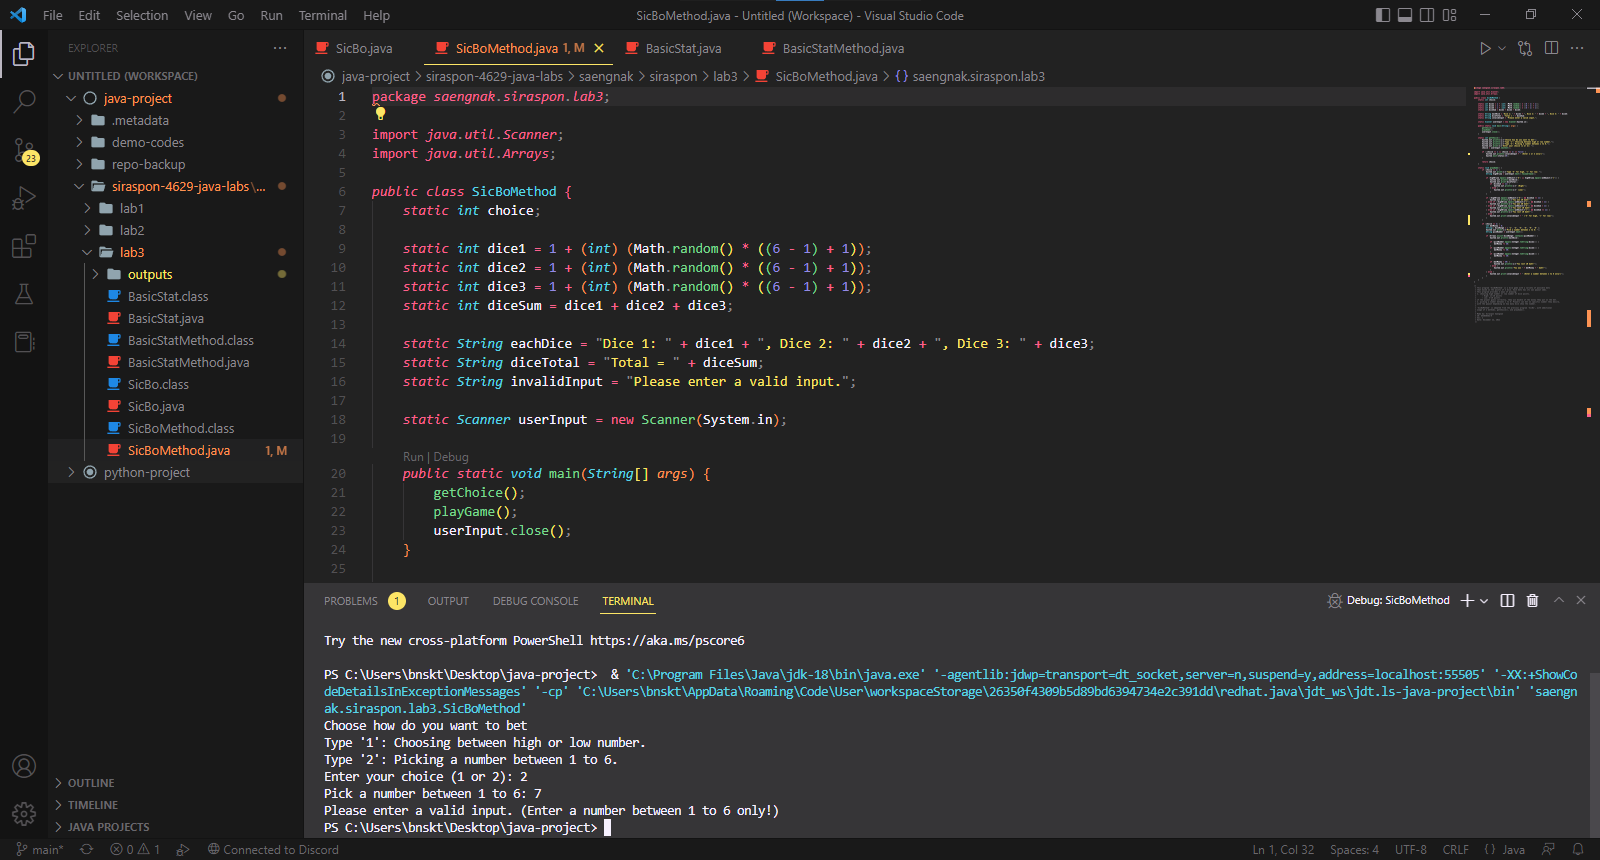 File Edit Selection View Go Run Terminal Help
SicBoMethod.java - Untitled (Workspace) - Visual Studio Code
EXPLORER
UNTITLED (WORKSPACE)
java-project
.metadata
demo-codes
repo-backup
siraspon-4629-java-labs \ ...
lab1
lab2
lab3
outputs
BasicStat.class
BasicStat.java
BasicStatMethod.class
BasicStatMethod.java
SicBo.class
SicBo.java
SicBoMethod.class
SicBoMethod.java 1, M
python-project
OUTLINE
TIMELINE
JAVA PROJECTS
23
SicBo.java
SicBoMethod.java 1, M
BasicStat.java
BasicStatMethod.java
java-project > siraspon-4629-java-labs > saengnak > siraspon > lab3 > SicBoMethod.java > {} saengnak.siraspon.lab3
1 package saengnak.siraspon.lab3;
2
3 import java.util.Scanner;
4 import java.util.Arrays;
5
6 public class SicBoMethod {
7 static int choice;
8
9 static int dice1 = 1 + (int) (Math.random() * ((6 - 1) + 1));
10 static int dice2 = 1 + (int) (Math.random() * ((6 - 1) + 1));
11 static int dice3 = 1 + (int) (Math.random() * ((6 - 1) + 1));
12 static int diceSum = dice1 + dice2 + dice3;
13
14 static String eachDice = "Dice 1: " + dice1 + ", Dice 2: " + dice2 + ", Dice 3: " + dice3;
15 static String diceTotal = "Total = " + diceSum;
16 static String invalidInput = "Please enter a valid input.";
17
18 static Scanner userInput = new Scanner(System.in);
19
Run | Debug
20 public static void main(String[] args) {
21 getChoice();
22 playGame();
23 userInput.close();
24 }
25
PROBLEMS 1 OUTPUT DEBUG CONSOLE TERMINAL
Debug: SicBoMethod
Try the new cross-platform PowerShell https://aka.ms/pscore6
PS C:\Users\bnskt\Desktop\java-project> & 'C:\Program Files\Java\jdk-18\bin\java.exe' '-agentlib:jdwp=transport=dt_socket,server=n,suspend=y,address=localhost:55505' '-XX:+ShowCo
deDetailsInExceptionMessages' '-cp' 'C:\Users\bnskt\AppData\Roaming\Code\User\workspaceStorage\26350f4309b5d89bd6394734e2c391dd\redhat.java\jdt_ws\jdt.ls-java-project\bin' 'saengn
ak.siraspon.lab3.SicBoMethod'
Choose how do you want to bet
Type '1': Choosing between high or low number.
Type '2': Picking a number between 1 to 6.
Enter your choice (1 or 2): 2
Pick a number between 1 to 6: 7
Please enter a valid input. (Enter a number between 1 to 6 only!)
PS C:\Users\bnskt\Desktop\java-project>
main* 0 1 Connected to Discord
Ln 1, Col 32 Spaces: 4 UTF-8 CRLF {} Java